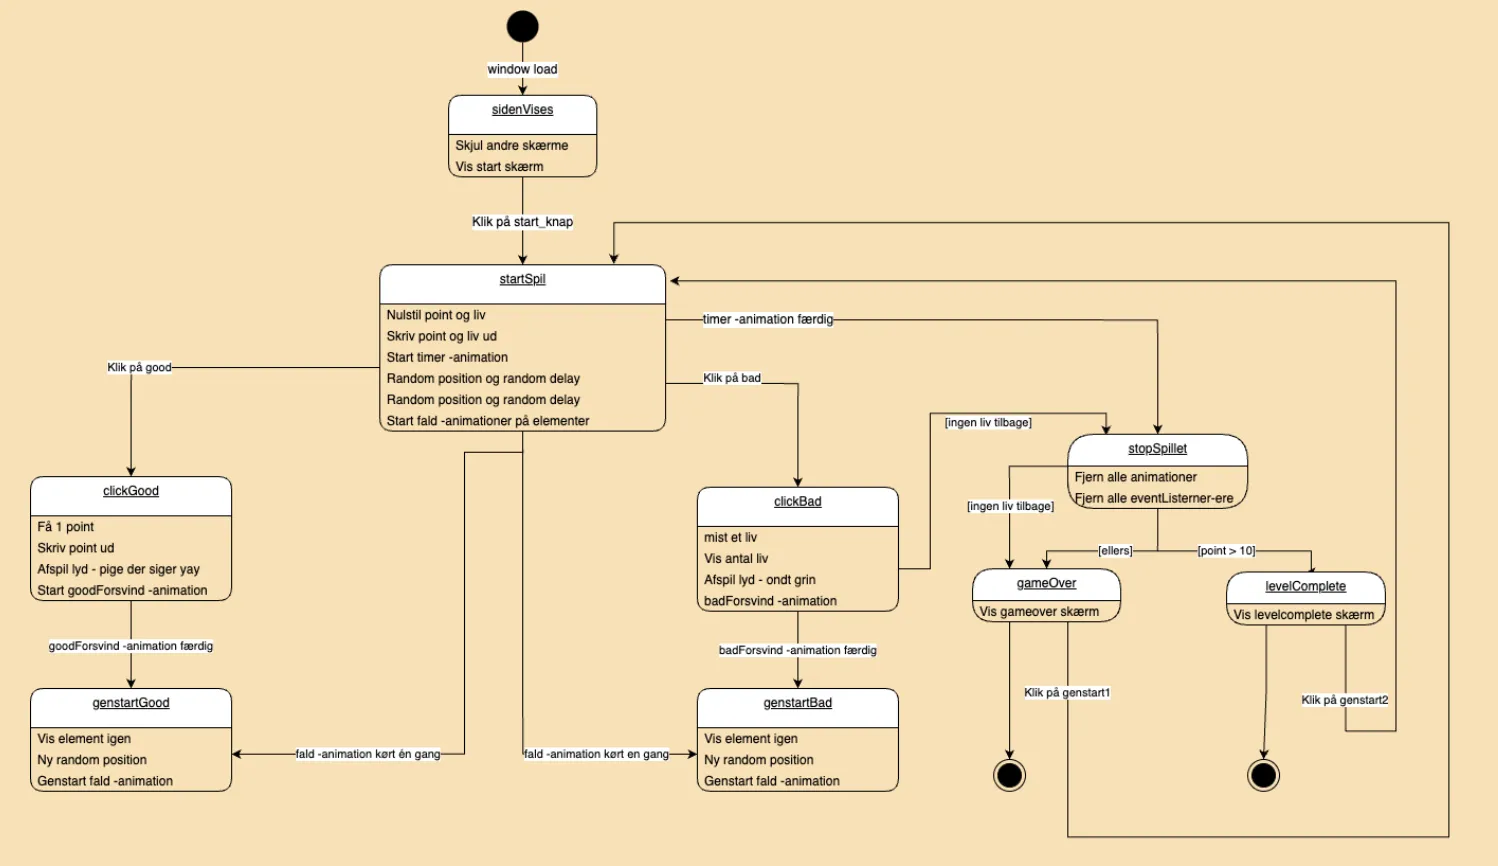 window load
sidenVises
Skjul andre skærme
Vis start skærm
Klik på start_knap
startSpil
Nulstil point og liv
Skriv point og liv ud
Start timer -animation
Random position og random delay
Random position og random delay
Start fald -animationer på elementer
timer -animation færdig
Klik på good
Klik på bad
[ingen liv tilbage]
stopSpillet
Fjern alle animationer
Fjern alle eventListerner-ere
clickGood
Få 1 point
Skriv point ud
Afspil lyd - pige der siger yay
Start goodForsvind -animation
clickBad
mist et liv
Vis antal liv
Afspil lyd - ondt grin
badForsvind -animation
[ingen liv tilbage]
[ellers]
[point > 10]
gameOver
Vis gameover skærm
levelComplete
Vis levelcomplete skærm
goodForsvind -animation færdig
badForsvind -animation færdig
Klik på genstart1
Klik på genstart2
genstartGood
Vis element igen
Ny random position
Genstart fald -animation
fald -animation kørt én gang
fald -animation kørt en gang
genstartBad
Vis element igen
Ny random position
Genstart fald -animation